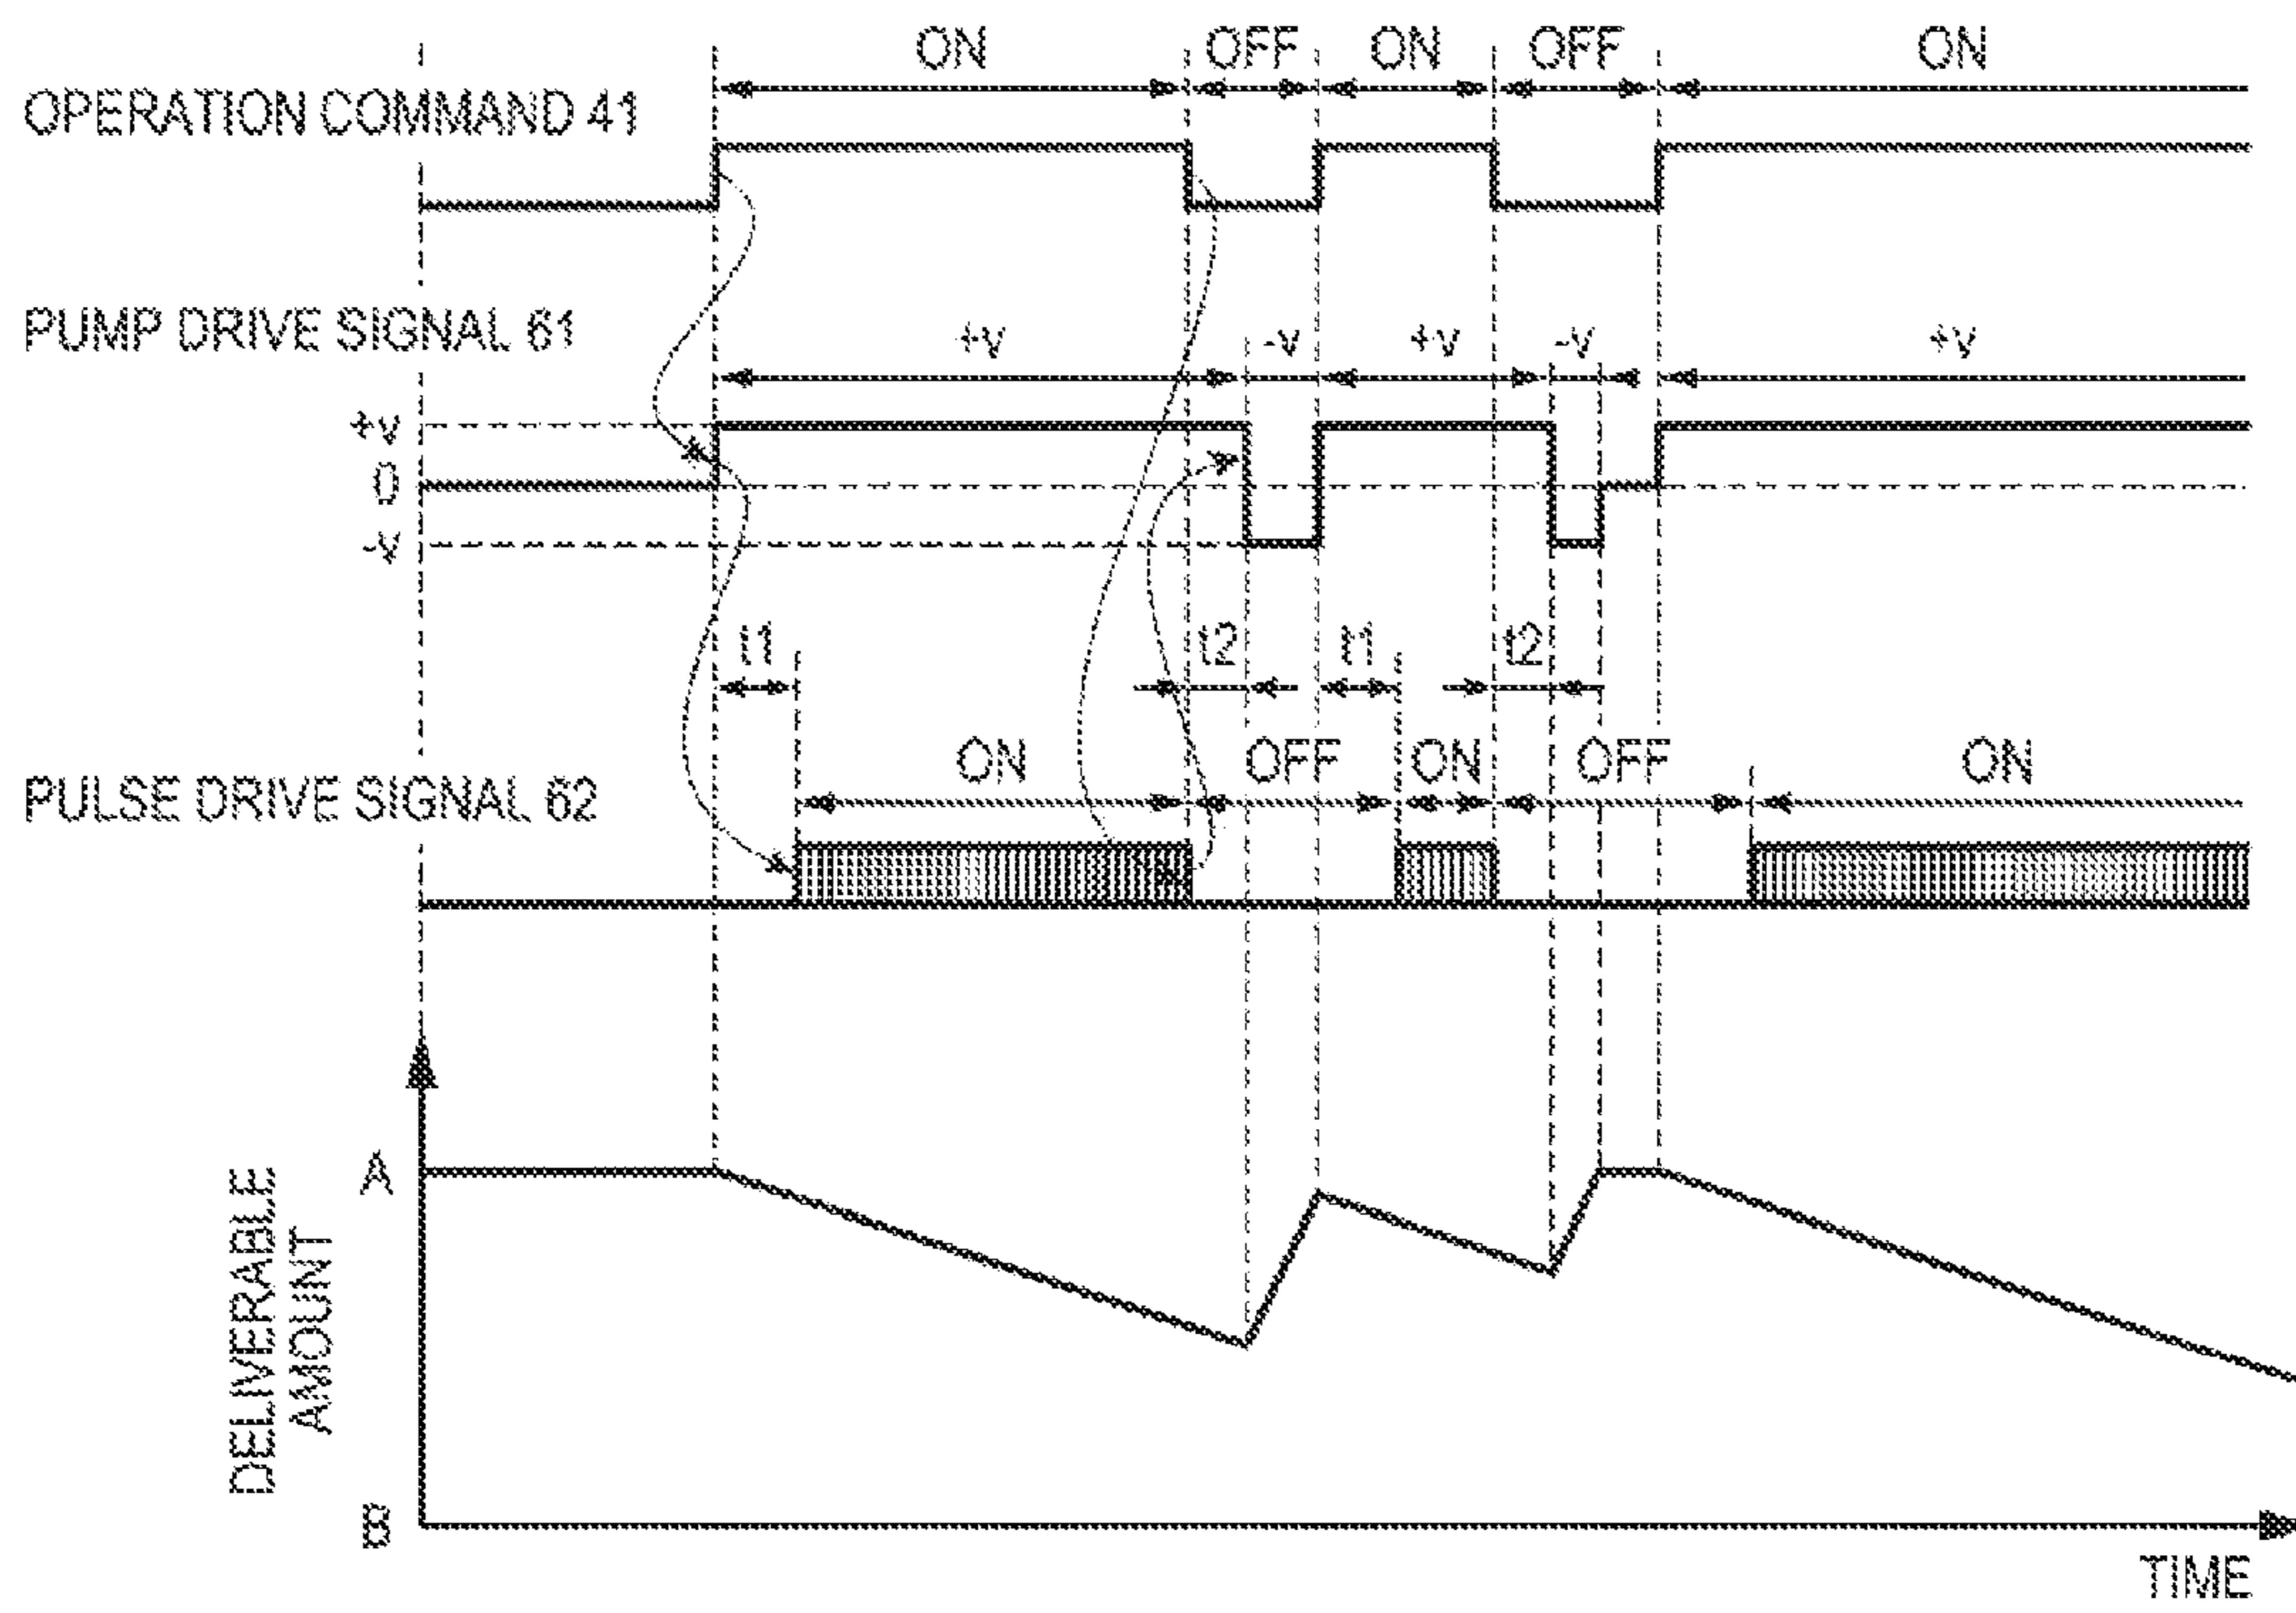 ON OFF ON OFF ON
OPERATION COMMAND 41
PUMP DRIVE SIGNAL 61
+v -v +v -v +v
+v
0
-v
t1 t2 t1 t2
ON OFF ON OFF ON
PULSE DRIVE SIGNAL 62
A
DELIVERABLE
AMOUNT
B
TIME